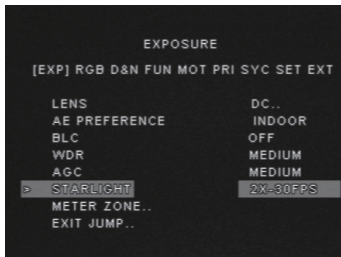 EXPOSURE
[EXP] RGB D&N FUN MOT PRI SYC SET EXT
LENS DC..
AE PREFERENCE INDOOR
BLC OFF
WDR MEDIUM
AGC MEDIUM
> STARLIGHT 2X-30FPS
METER ZONE..
EXIT JUMP..